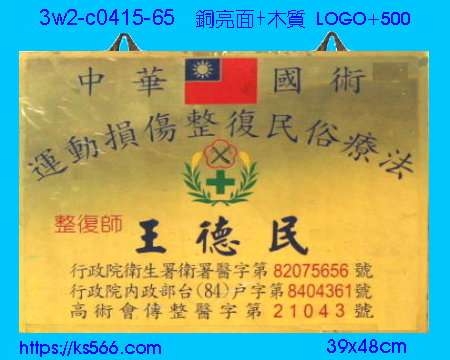 3w2-c0415-65 銅亮面+木質 LOGO+500
中華 國術
運動損傷整復民俗療法
整復師 王德民
行政院衛生署衛署醫字第82075656號
行政院內政部台(84)户字第8404361號
高術會傳整醫字第21043號
https://ks566.com 39x48cm